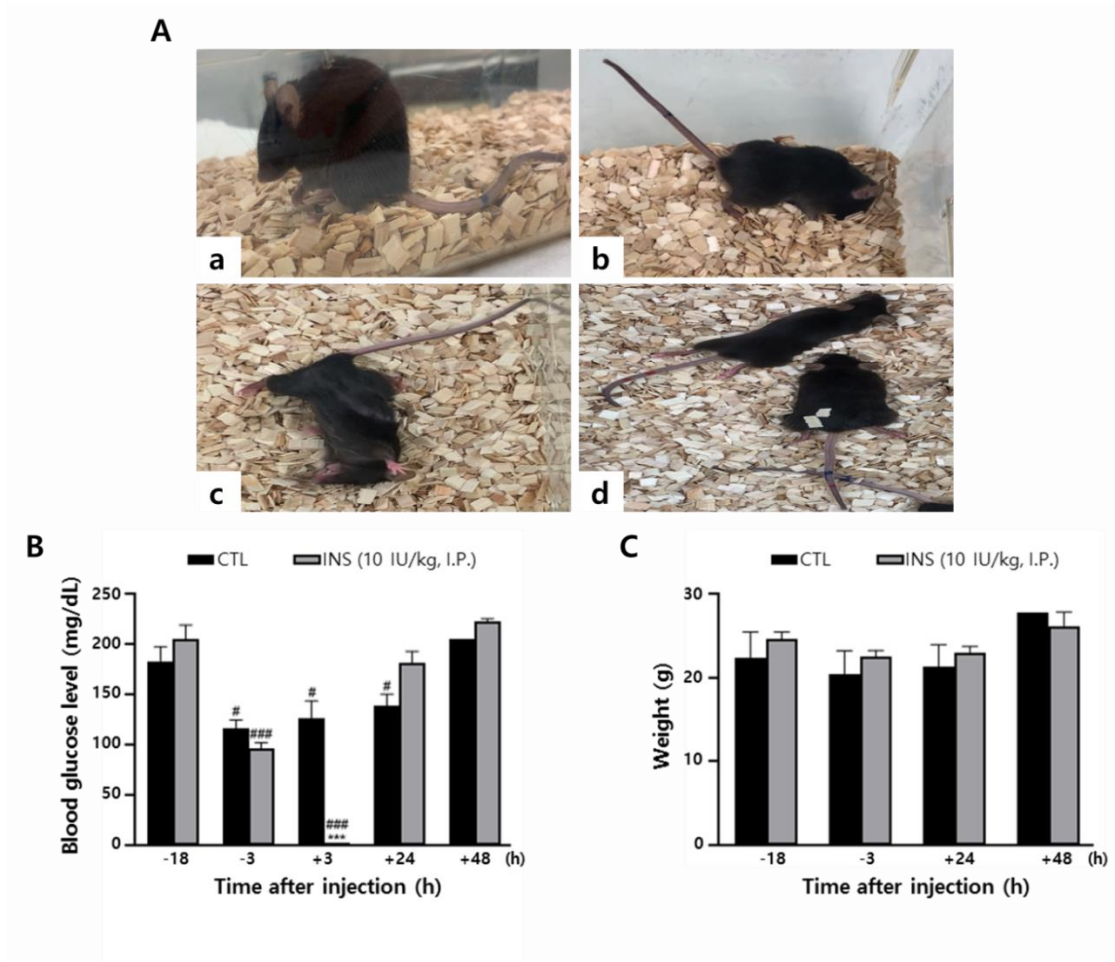 A
a
b
c
d
B
CTL INS (10 IU/kg, I.P.)
Blood glucose level (mg/dL)
250
200
150
100
50
0
#
###
#
###
***
#
-18 -3 +3 +24 +48 (h)
Time after injection (h)
C
CTL INS (10 IU/kg, I.P.)
Weight (g)
30
20
10
0
-18 -3 +24 +48 (h)
Time after injection (h)